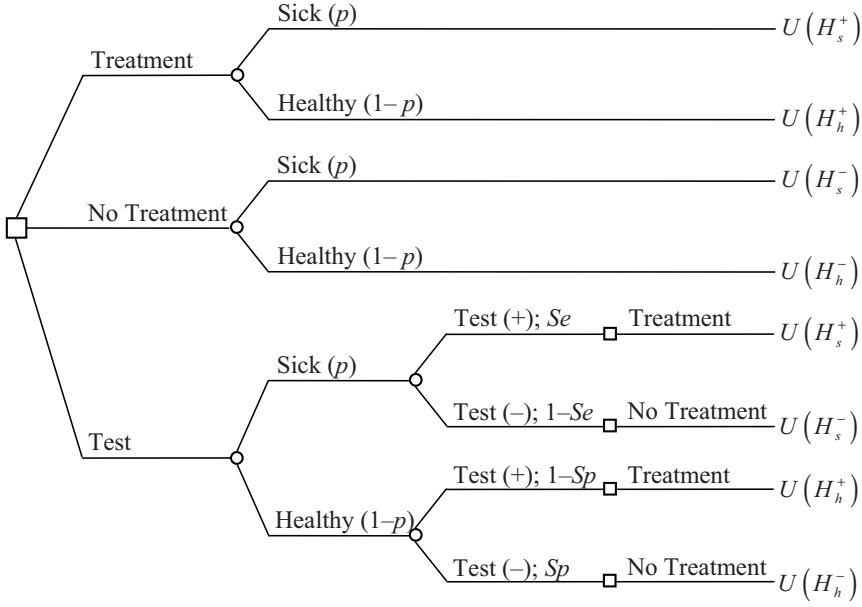 Sick (p)
U(H_s^+)
Treatment
Healthy (1– p)
U(H_h^+)
Sick (p)
U(H_s^-)
No Treatment
Healthy (1– p)
U(H_h^-)
Test (+); Se
Treatment
U(H_s^+)
Sick (p)
Test (–); 1–Se
No Treatment
U(H_s^-)
Test
Test (+); 1–Sp
Treatment
U(H_h^+)
Healthy (1–p)
Test (–); Sp
No Treatment
U(H_h^-)